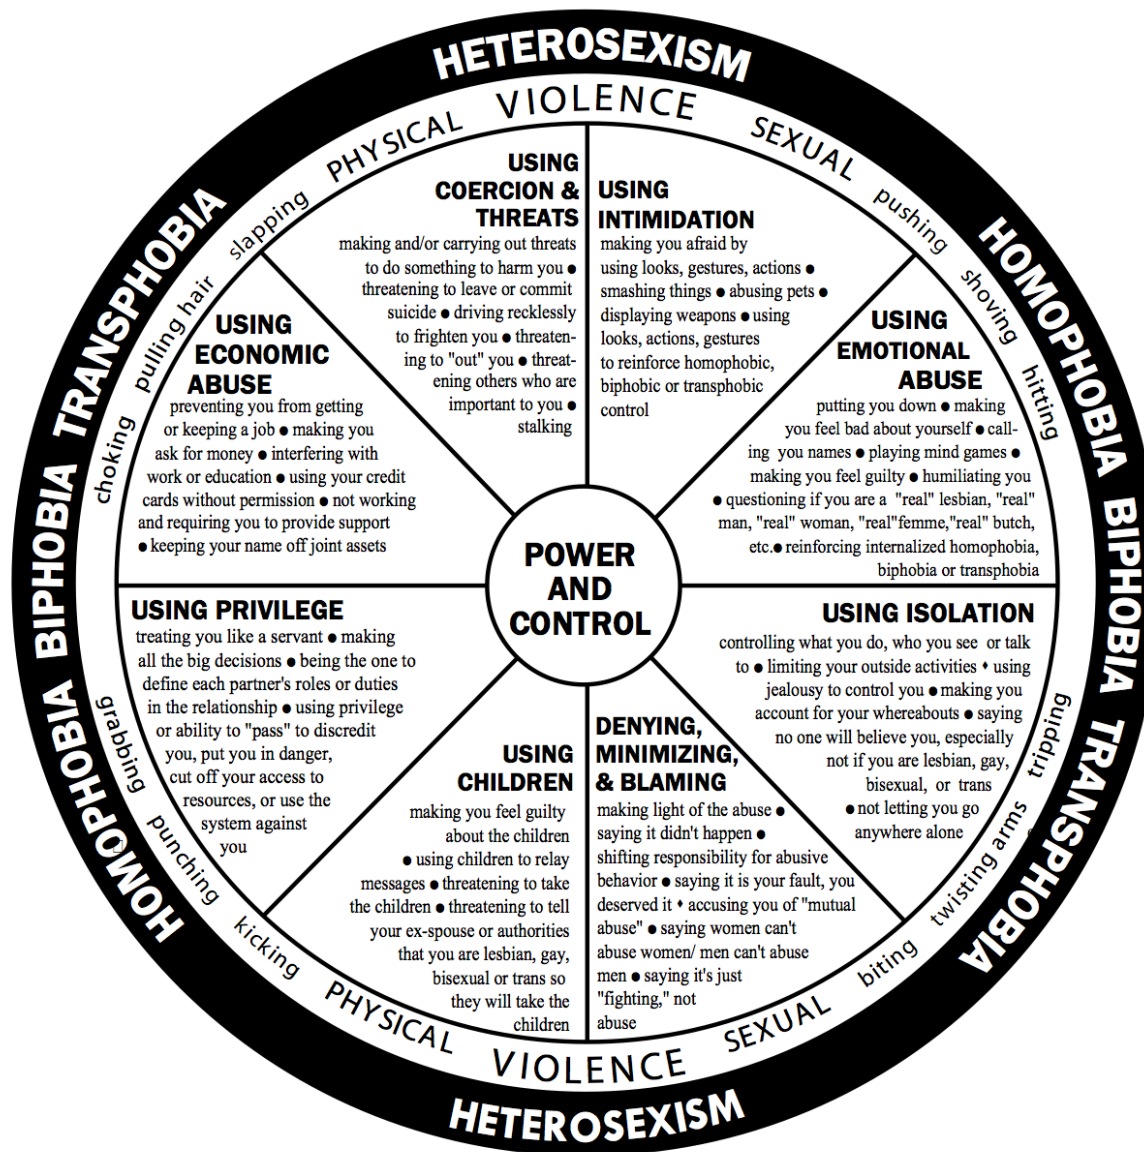 HETEROSEXISM
HOMOPHOBIA BIPHOBIA TRANSPHOBIA
HETEROSEXISM
HOMOPHOBIA BIPHOBIA TRANSPHOBIA
PHYSICAL VIOLENCE SEXUAL
pushing shoving hitting
tripping twisting arms biting
PHYSICAL VIOLENCE SEXUAL
kicking punching grabbing
choking pulling hair slapping
USING
COERCION &
THREATS
making and/or carrying out threats
to do something to harm you ●
threatening to leave or commit
suicide ● driving recklessly
to frighten you ● threaten-
ing to "out" you ● threat-
ening others who are
important to you ●
stalking
USING
INTIMIDATION
making you afraid by
using looks, gestures, actions ●
smashing things ● abusing pets ●
displaying weapons ● using
looks, actions, gestures
to reinforce homophobic,
biphobic or transphobic
control
USING
EMOTIONAL
ABUSE
putting you down ● making
you feel bad about yourself ● call-
ing you names ● playing mind games ●
making you feel guilty ● humiliating you
● questioning if you are a "real" lesbian, "real"
man, "real" woman, "real"femme,"real" butch,
etc.● reinforcing internalized homophobia,
biphobia or transphobia
USING ISOLATION
controlling what you do, who you see or talk
to ● limiting your outside activities ♦ using
jealousy to control you ● making you
account for your whereabouts ● saying
no one will believe you, especially
not if you are lesbian, gay,
bisexual, or trans
● not letting you go
anywhere alone
DENYING,
MINIMIZING,
& BLAMING
making light of the abuse ●
saying it didn't happen ●
shifting responsibility for abusive
behavior ● saying it is your fault, you
deserved it ♦ accusing you of "mutual
abuse" ● saying women can't
abuse women/ men can't abuse
men ● saying it's just
"fighting," not
abuse
USING
CHILDREN
making you feel guilty
about the children
● using children to relay
messages ● threatening to take
the children ● threatening to tell
your ex-spouse or authorities
that you are lesbian, gay,
bisexual or trans so
they will take the
children
USING PRIVILEGE
treating you like a servant ● making
all the big decisions ● being the one to
define each partner's roles or duties
in the relationship ● using privilege
or ability to "pass" to discredit
you, put you in danger,
cut off your access to
resources, or use the
system against
you
USING
ECONOMIC
ABUSE
preventing you from getting
or keeping a job ● making you
ask for money ● interfering with
work or education ● using your credit
cards without permission ● not working
and requiring you to provide support
● keeping your name off joint assets
POWER
AND
CONTROL